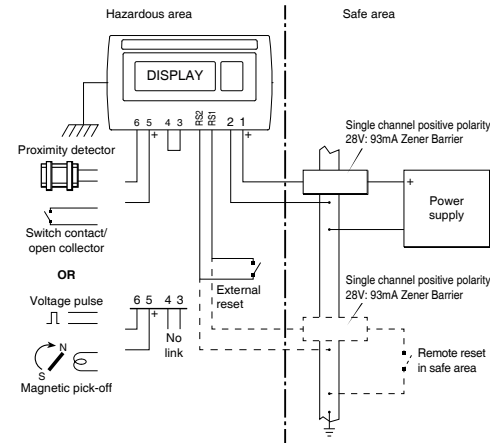 Hazardous area
Safe area
DISPLAY
6 5 4 3 RS2 RS1 2 1
+ +
Proximity detector
Switch contact/
open collector
OR
Voltage pulse
6 5 4 3
+
No
link
N
S
Magnetic pick-off
External
reset
Single channel positive polarity
28V: 93mA Zener Barrier
+
Power
supply
Single channel positive polarity
28V: 93mA Zener Barrier
Remote reset
in safe area